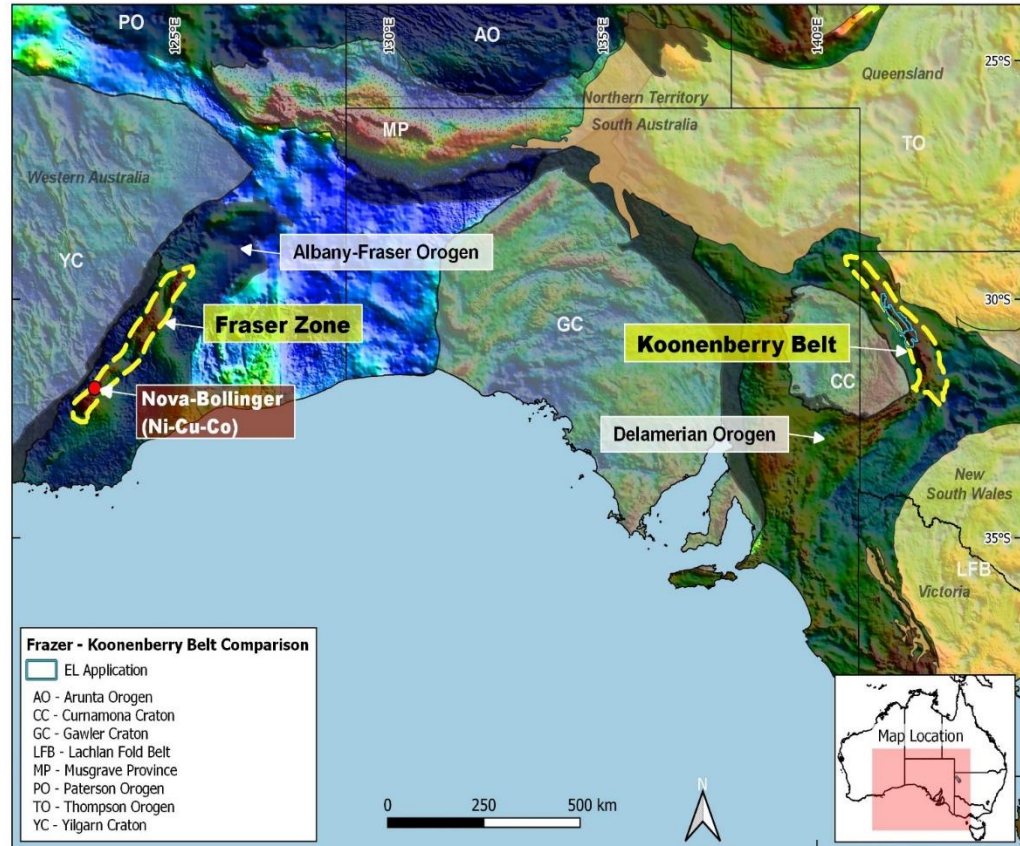 PO
125°E
130°E
AO
135°E
140°E
25°S
Queensland
Northern Territory
South Australia
MP
TO
Western Australia
YC
Albany-Fraser Orogen
30°S
Fraser Zone
GC
Koonenberry Belt
CC
Nova-Bollinger
(Ni-Cu-Co)
Delamerian Orogen
New
South Wales
35°S
LFB
Victoria
Frazer - Koonenberry Belt Comparison
EL Application
AO - Arunta Orogen
CC - Curnamona Craton
GC - Gawler Craton
LFB - Lachlan Fold Belt
MP - Musgrave Province
PO - Paterson Orogen
TO - Thompson Orogen
YC - Yilgarn Craton
0 250 500 km
N
Map Location